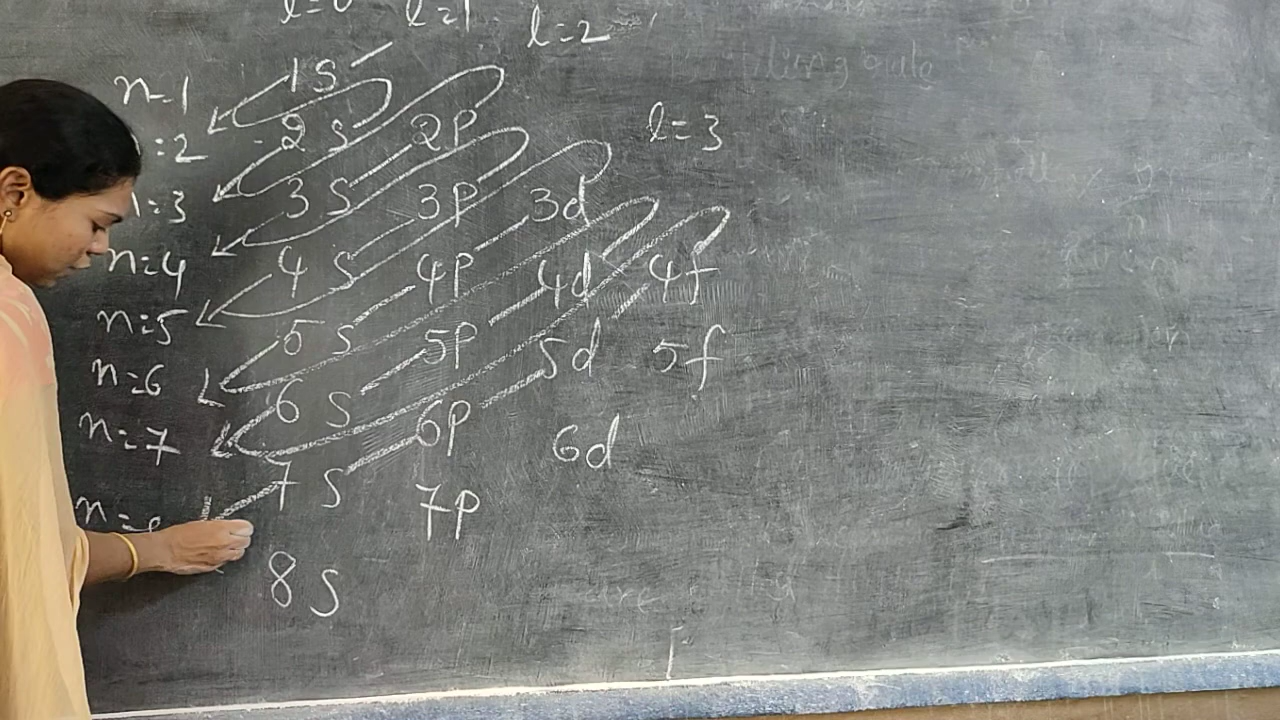 l=0 l=1 l=2
n=1 1s
=2 2s 2p l=3
n=3 3s 3p 3d
n=4 4s 4p 4d 4f
n=5 5s 5p 5d 5f
n=6 6s 6p 6d
n=7 7s 7p
n=8 8s